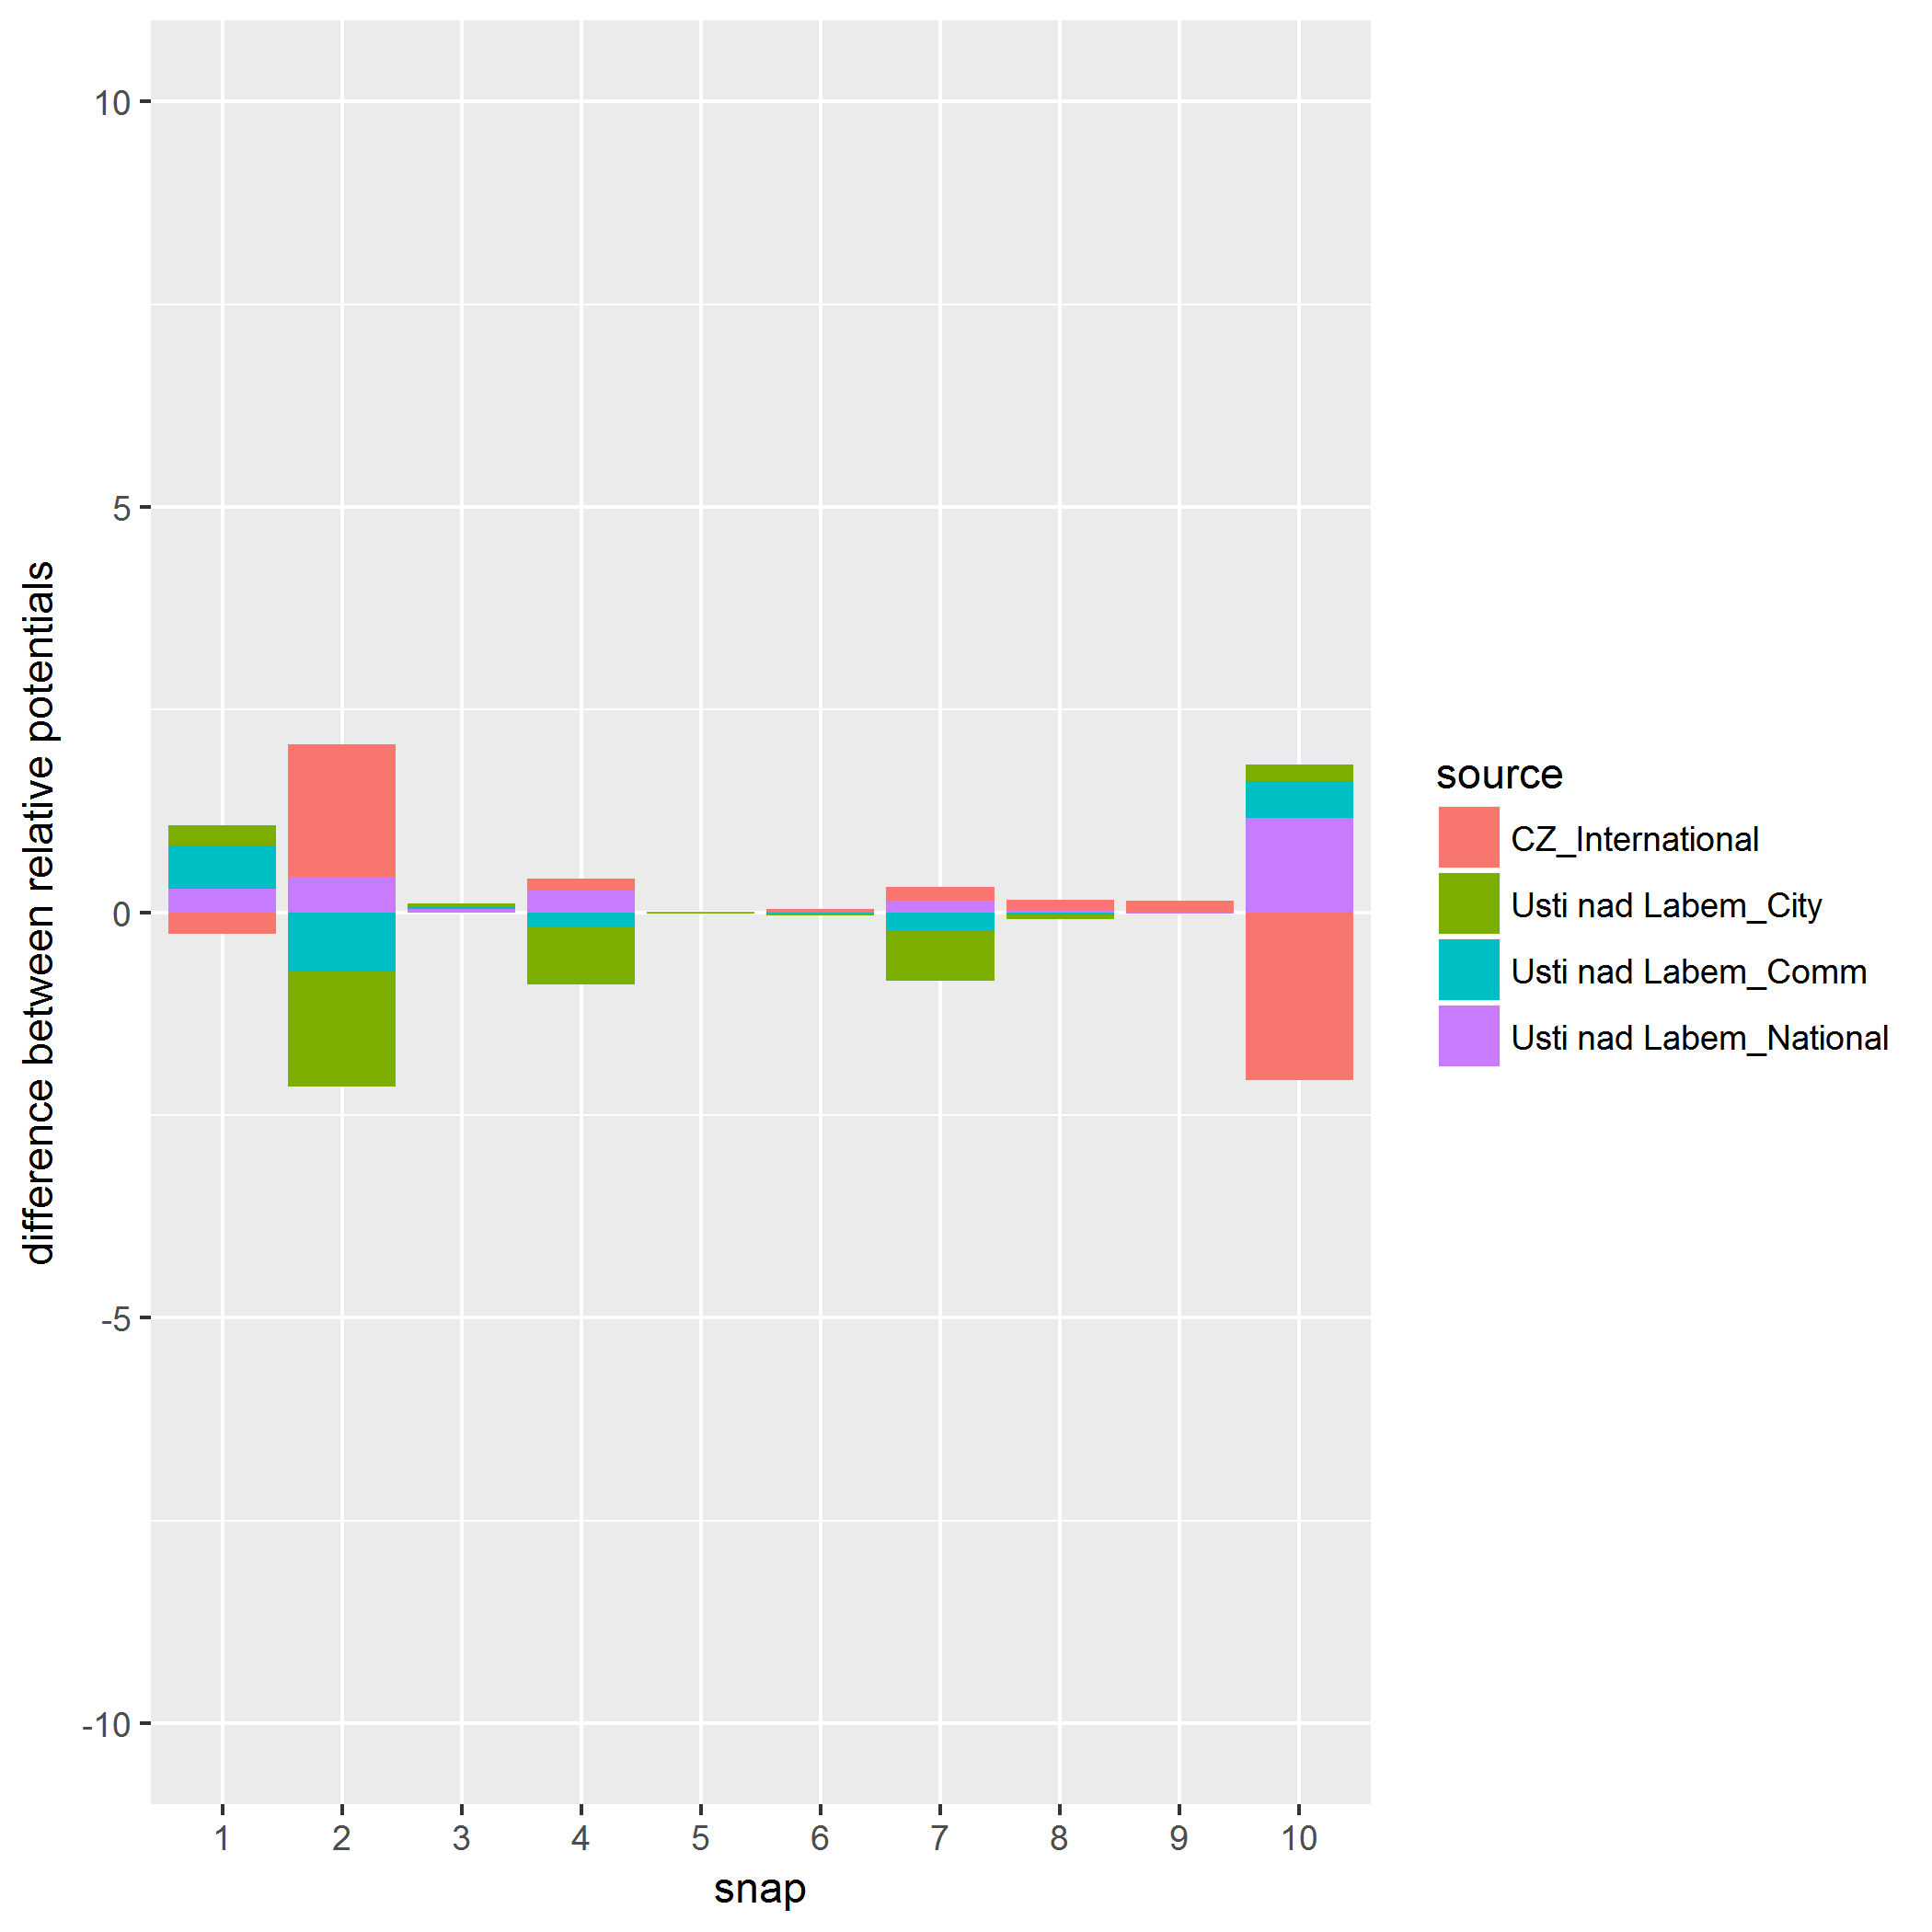 10
5
0
-5
-10
difference between relative potentials
1 2 3 4 5 6 7 8 9 10
snap
source
CZ_International
Usti nad Labem_City
Usti nad Labem_Comm
Usti nad Labem_National